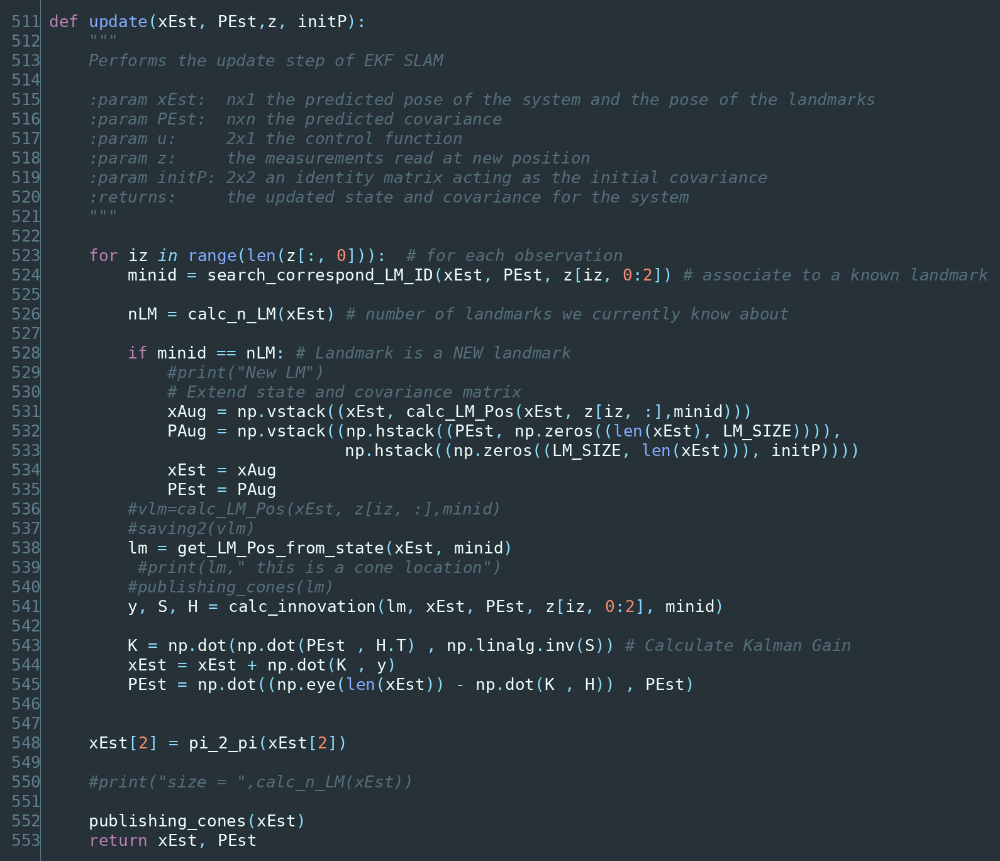 511 def update(xEst, PEst,z, initP):
512     """
513     Performs the update step of EKF SLAM
514
515     :param xEst:  nx1 the predicted pose of the system and the pose of the landmarks
516     :param PEst:  nxn the predicted covariance
517     :param u:     2x1 the control function
518     :param z:     the measurements read at new position
519     :param initP: 2x2 an identity matrix acting as the initial covariance
520     :returns:     the updated state and covariance for the system
521     """
522
523     for iz in range(len(z[:, 0])):  # for each observation
524         minid = search_correspond_LM_ID(xEst, PEst, z[iz, 0:2]) # associate to a known landmark
525
526         nLM = calc_n_LM(xEst) # number of landmarks we currently know about
527
528         if minid == nLM: # Landmark is a NEW landmark
529             #print("New LM")
530             # Extend state and covariance matrix
531             xAug = np.vstack((xEst, calc_LM_Pos(xEst, z[iz, :],minid)))
532             PAug = np.vstack((np.hstack((PEst, np.zeros((len(xEst), LM_SIZE)))),
533                               np.hstack((np.zeros((LM_SIZE, len(xEst))), initP))))
534             xEst = xAug
535             PEst = PAug
536         #vlm=calc_LM_Pos(xEst, z[iz, :],minid)
537         #saving2(vlm)
538         lm = get_LM_Pos_from_state(xEst, minid)
539          #print(lm," this is a cone location")
540         #publishing_cones(lm)
541         y, S, H = calc_innovation(lm, xEst, PEst, z[iz, 0:2], minid)
542
543         K = np.dot(np.dot(PEst , H.T) , np.linalg.inv(S)) # Calculate Kalman Gain
544         xEst = xEst + np.dot(K , y)
545         PEst = np.dot((np.eye(len(xEst)) - np.dot(K , H)) , PEst)
546
547
548     xEst[2] = pi_2_pi(xEst[2])
549
550     #print("size = ",calc_n_LM(xEst))
551
552     publishing_cones(xEst)
553     return xEst, PEst